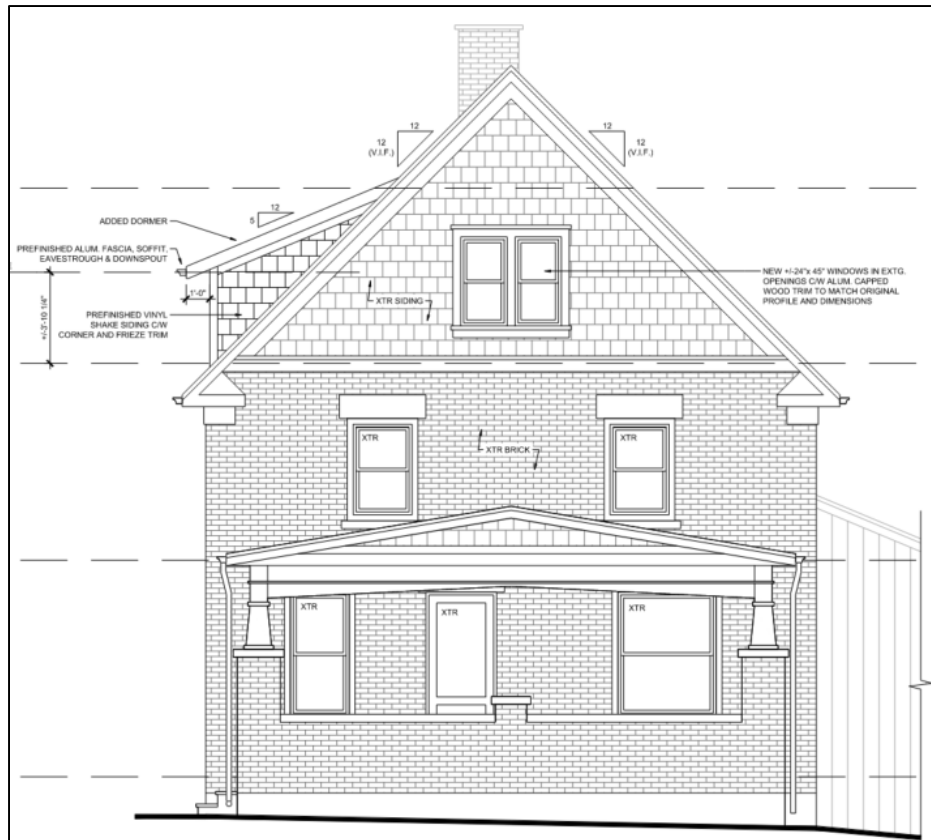 12
12
(V.I.F.)
12
12
(V.I.F.)
12
5
ADDED DORMER
PREFINISHED ALUM. FASCIA, SOFFIT,
EAVESTROUGH & DOWNSPOUT
1'-0"
+/-3'-10 1/4"
PREFINISHED VINYL
SHAKE SIDING C/W
CORNER AND FRIEZE TRIM
XTR SIDING
NEW +/-24"x 45" WINDOWS IN EXTG.
OPENINGS C/W ALUM. CAPPED
WOOD TRIM TO MATCH ORIGINAL
PROFILE AND DIMENSIONS
XTR
XTR
XTR BRICK
XTR
XTR
XTR